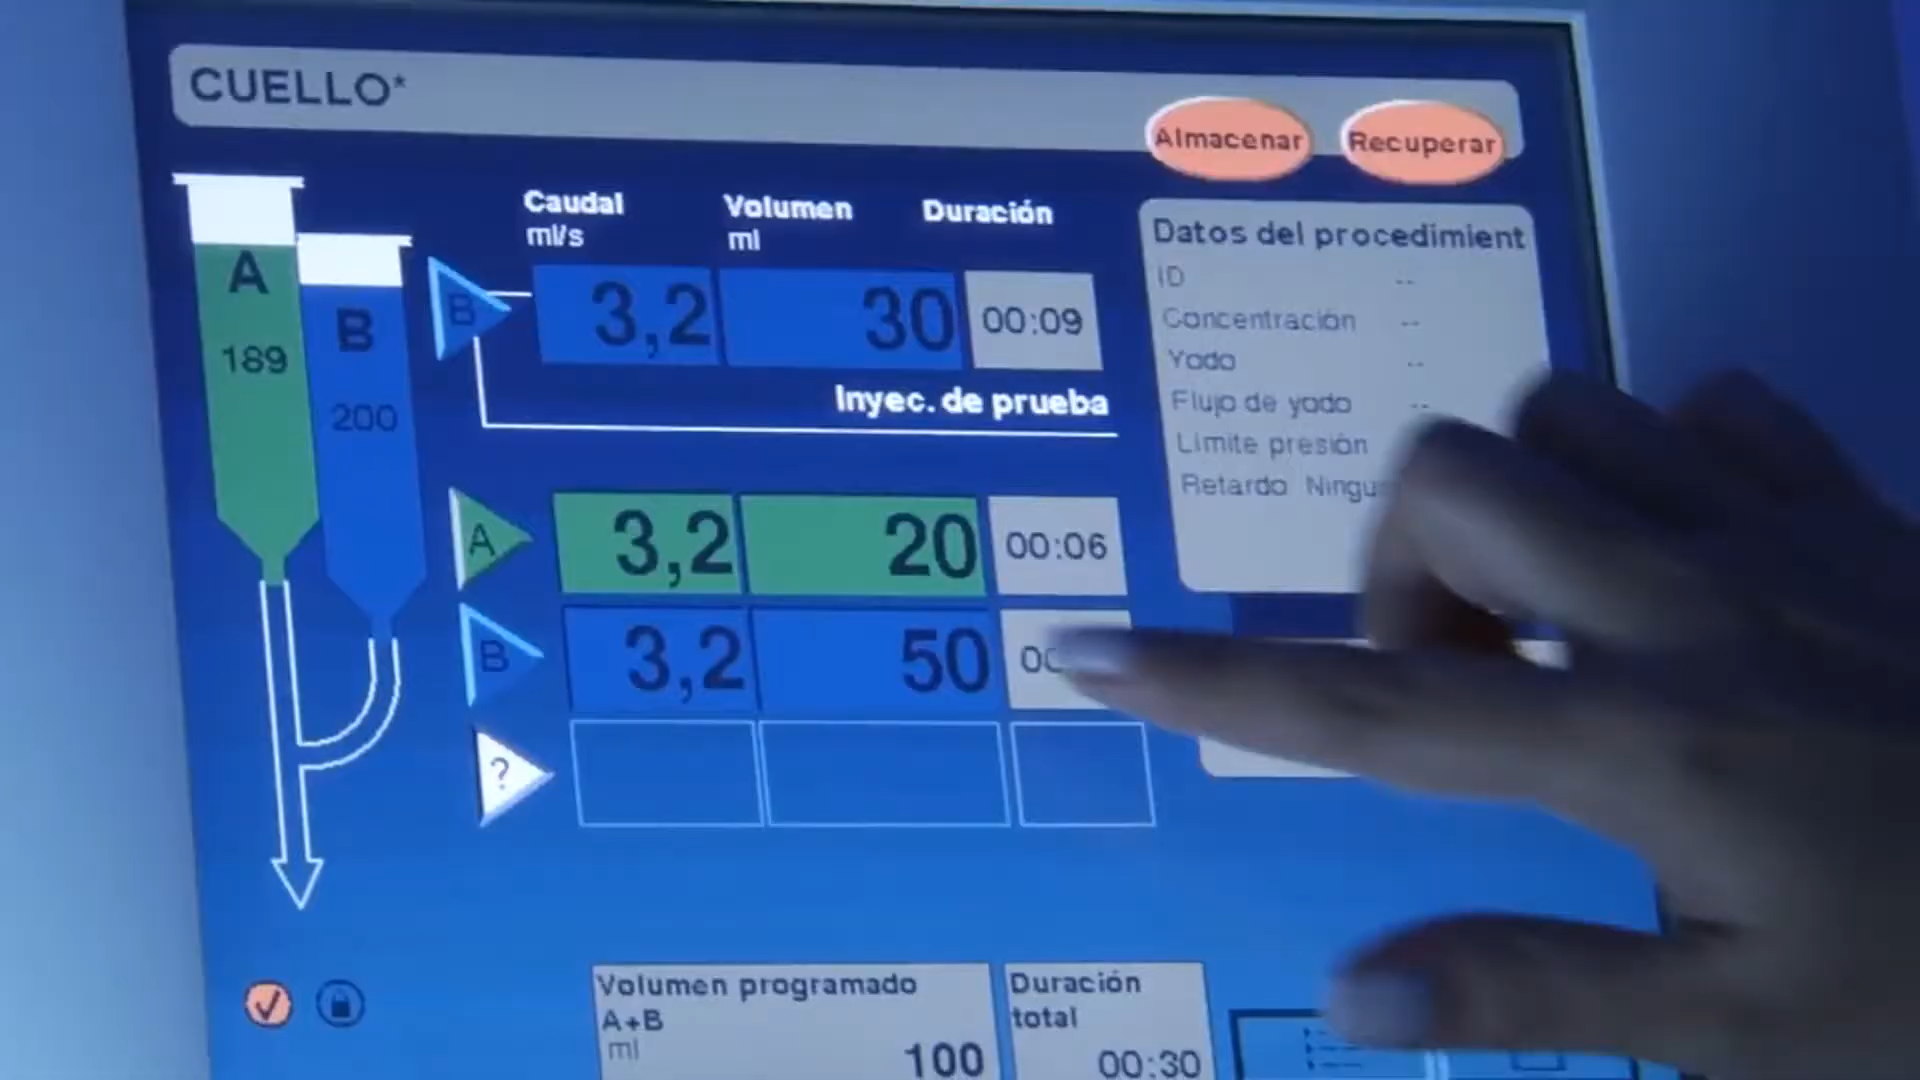 CUELLO*
Almacenar Recuperar
Caudal Volumen Duración
ml/s ml
A
189
B
200
B 3,2 30 00:09
Inyec. de prueba
A 3,2 20 00:06
B 3,2 50
?
Datos del procedimient
ID --
Concentración --
Yodo --
Flujo de yodo --
Límite presión
Retardo
Volumen programado
A+B
ml 100
Duración
total
00:30